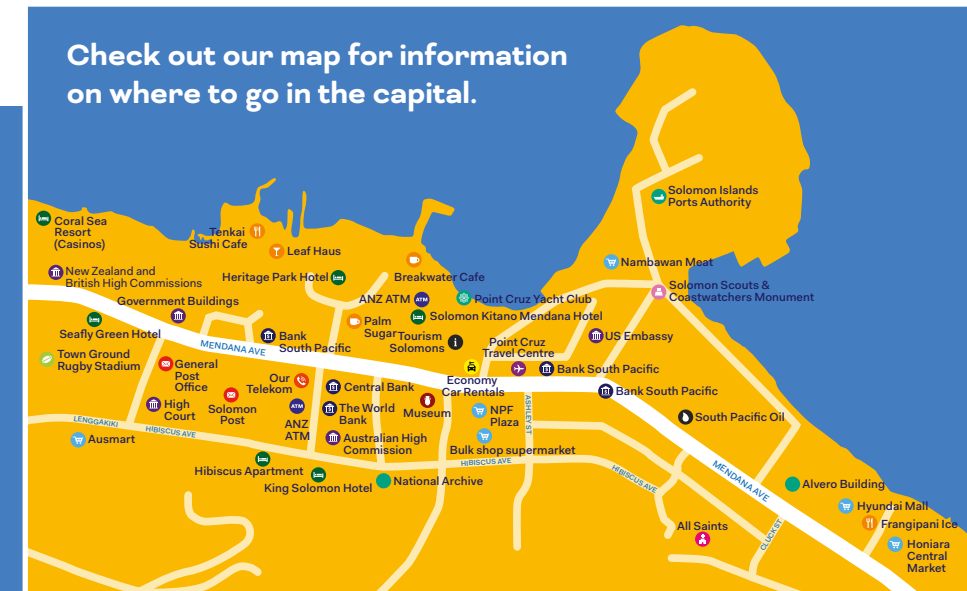 Check out our map for information
on where to go in the capital.
Solomon Islands
Ports Authority
Coral Sea
Resort
(Casinos)
Tenkai
Sushi Cafe
Leaf Haus
Nambawan Meat
New Zealand and
British High Commissions
Heritage Park Hotel
Breakwater Cafe
Solomon Scouts &
Coastwatchers Monument
Government Buildings
ANZ ATM
ATM
Point Cruz Yacht Club
Solomon Kitano Mendana Hotel
Seafly Green Hotel
Palm
Sugar
Tourism
Solomons
i
Bank
South Pacific
US Embassy
Point Cruz
Travel Centre
MENDANA AVE
Town Ground
Rugby Stadium
General
Post
Office
Bank South Pacific
Our
Telekom
Central Bank
Economy
Car Rentals
Bank South Pacific
High
Court
Solomon
Post
ATM
ANZ
ATM
The World
Bank
Museum
NPF
Plaza
ASHLEY ST
South Pacific Oil
LENGGAKIKI
HIBISCUS AVE
Ausmart
Australian High
Commission
Bulk shop supermarket
Hibiscus Apartment
HIBISCUS AVE
HIBISCUS AVE
MENDANA AVE
King Solomon Hotel
National Archive
Alvero Building
Hyundai Mall
All Saints
CLUCK ST
Frangipani Ice
Honiara
Central
Market